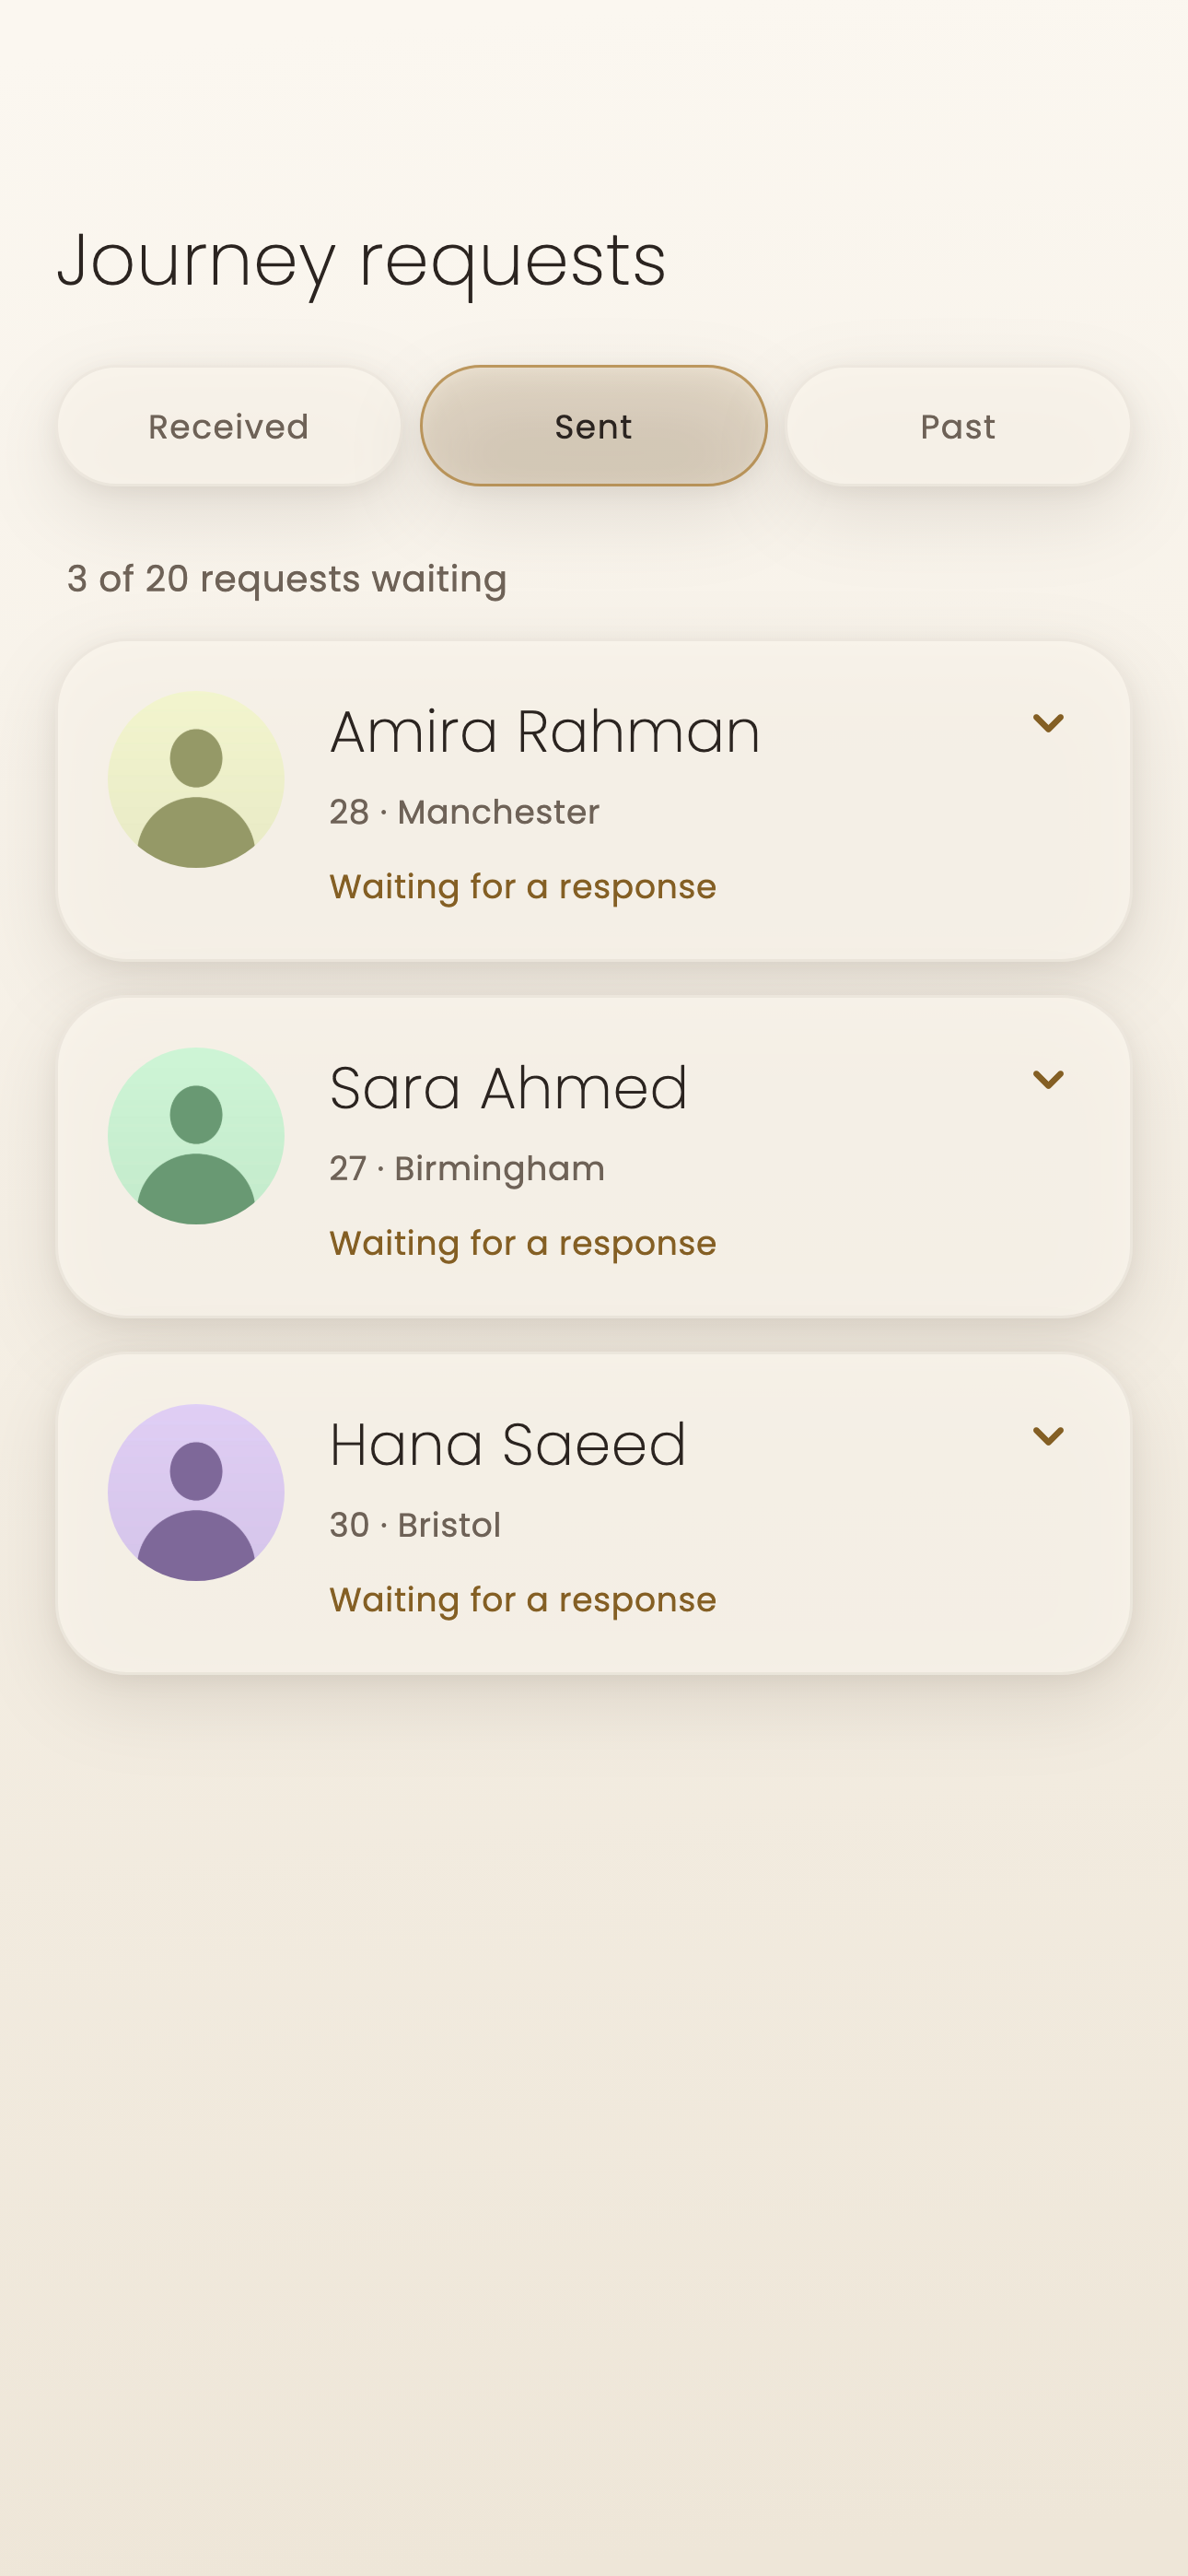 Journey requests
Received Sent Past
3 of 20 requests waiting
Amira Rahman
28 · Manchester
Waiting for a response
Sara Ahmed
27 · Birmingham
Waiting for a response
Hana Saeed
30 · Bristol
Waiting for a response